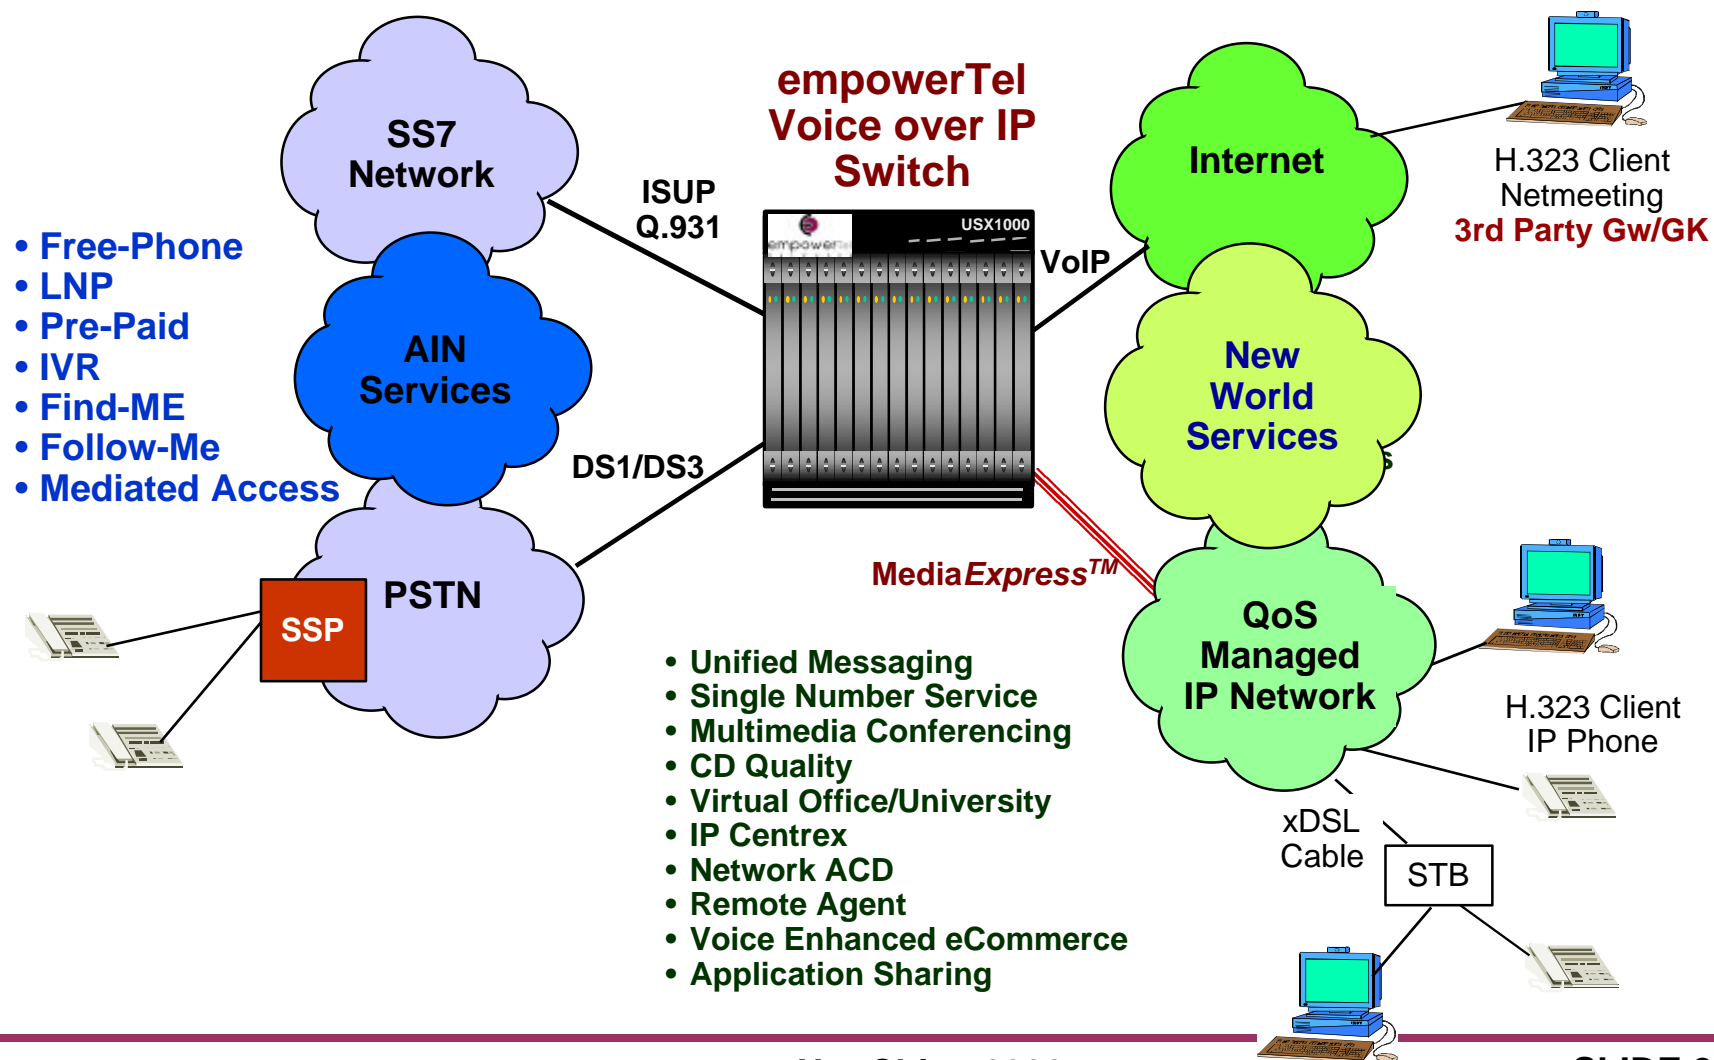 empowerTel
Voice over IP
Switch
SS7
Network
ISUP
Q.931
USX1000
empowerTel
VoIP
Internet
H.323 Client
Netmeeting
3rd Party Gw/GK
• Free-Phone
• LNP
• Pre-Paid
• IVR
• Find-ME
• Follow-Me
• Mediated Access
AIN
Services
New
World
Services
s
DS1/DS3
PSTN
SSP
MediaExpress™
QoS
Managed
IP Network
H.323 Client
IP Phone
• Unified Messaging
• Single Number Service
• Multimedia Conferencing
• CD Quality
• Virtual Office/University
• IP Centrex
• Network ACD
• Remote Agent
• Voice Enhanced eCommerce
• Application Sharing
xDSL
Cable
STB